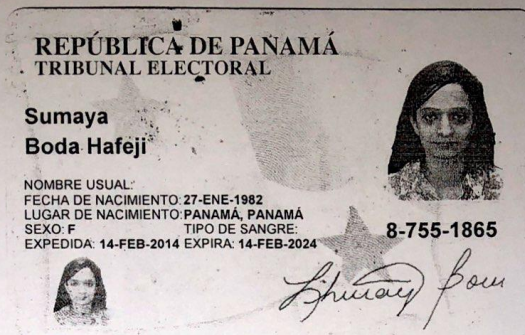 REPÚBLICA DE PANAMÁ
TRIBUNAL ELECTORAL
Sumaya
Boda Hafeji
NOMBRE USUAL:
FECHA DE NACIMIENTO: 27-ENE-1982
LUGAR DE NACIMIENTO: PANAMÁ, PANAMÁ
SEXO: F TIPO DE SANGRE:
EXPEDIDA: 14-FEB-2014 EXPIRA: 14-FEB-2024
8-755-1865